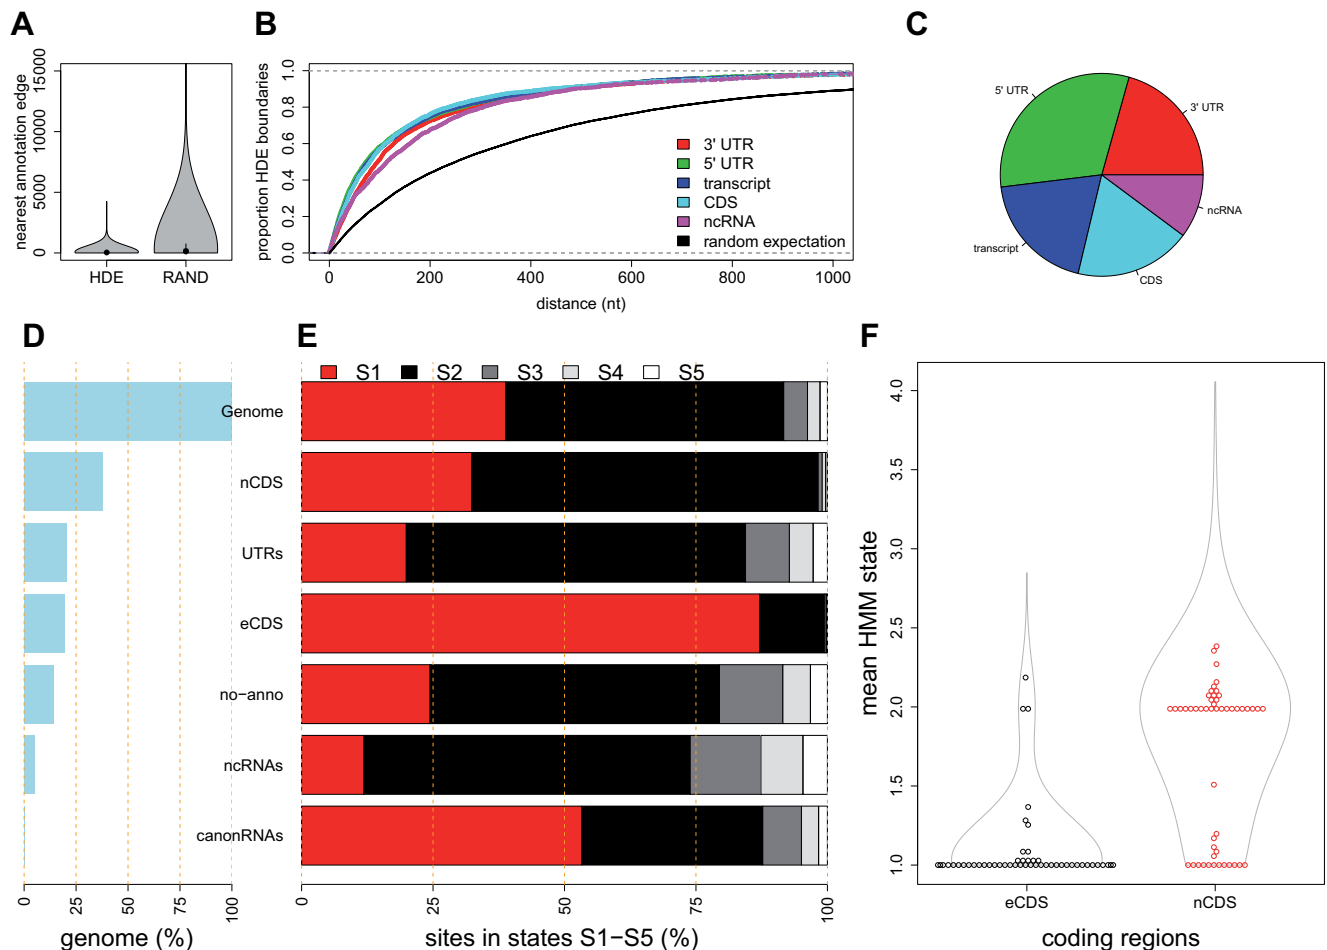 A
nearest annotation edge
15000
10000
5000
0
HDE
RAND
B
proportion HDE boundaries
1.0
0.8
0.6
0.4
0.2
0.0
3' UTR
5' UTR
transcript
CDS
ncRNA
random expectation
0
200
400
600
800
1000
distance (nt)
C
5' UTR
3' UTR
ncRNA
CDS
transcript
D
Genome
nCDS
UTRs
eCDS
no−anno
ncRNAs
canonRNAs
0
25
50
75
100
genome (%)
E
S1
S2
S3
S4
S5
0
25
50
75
100
sites in states S1−S5 (%)
F
mean HMM state
4.0
3.5
3.0
2.5
2.0
1.5
1.0
eCDS
nCDS
coding regions